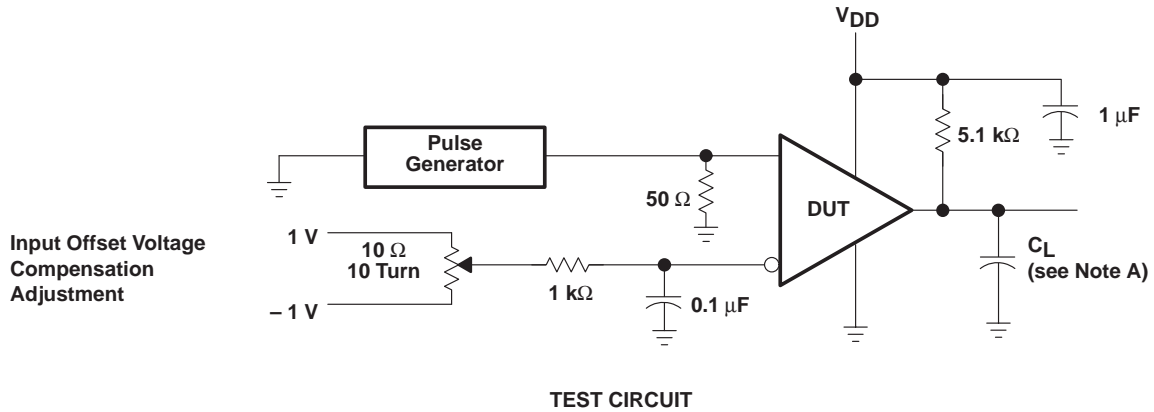 VDD
Pulse
Generator
5.1 kΩ
1 μF
50 Ω
DUT
Input Offset Voltage
Compensation
Adjustment
1 V
10 Ω
10 Turn
– 1 V
1 kΩ
0.1 μF
CL
(see Note A)
TEST CIRCUIT